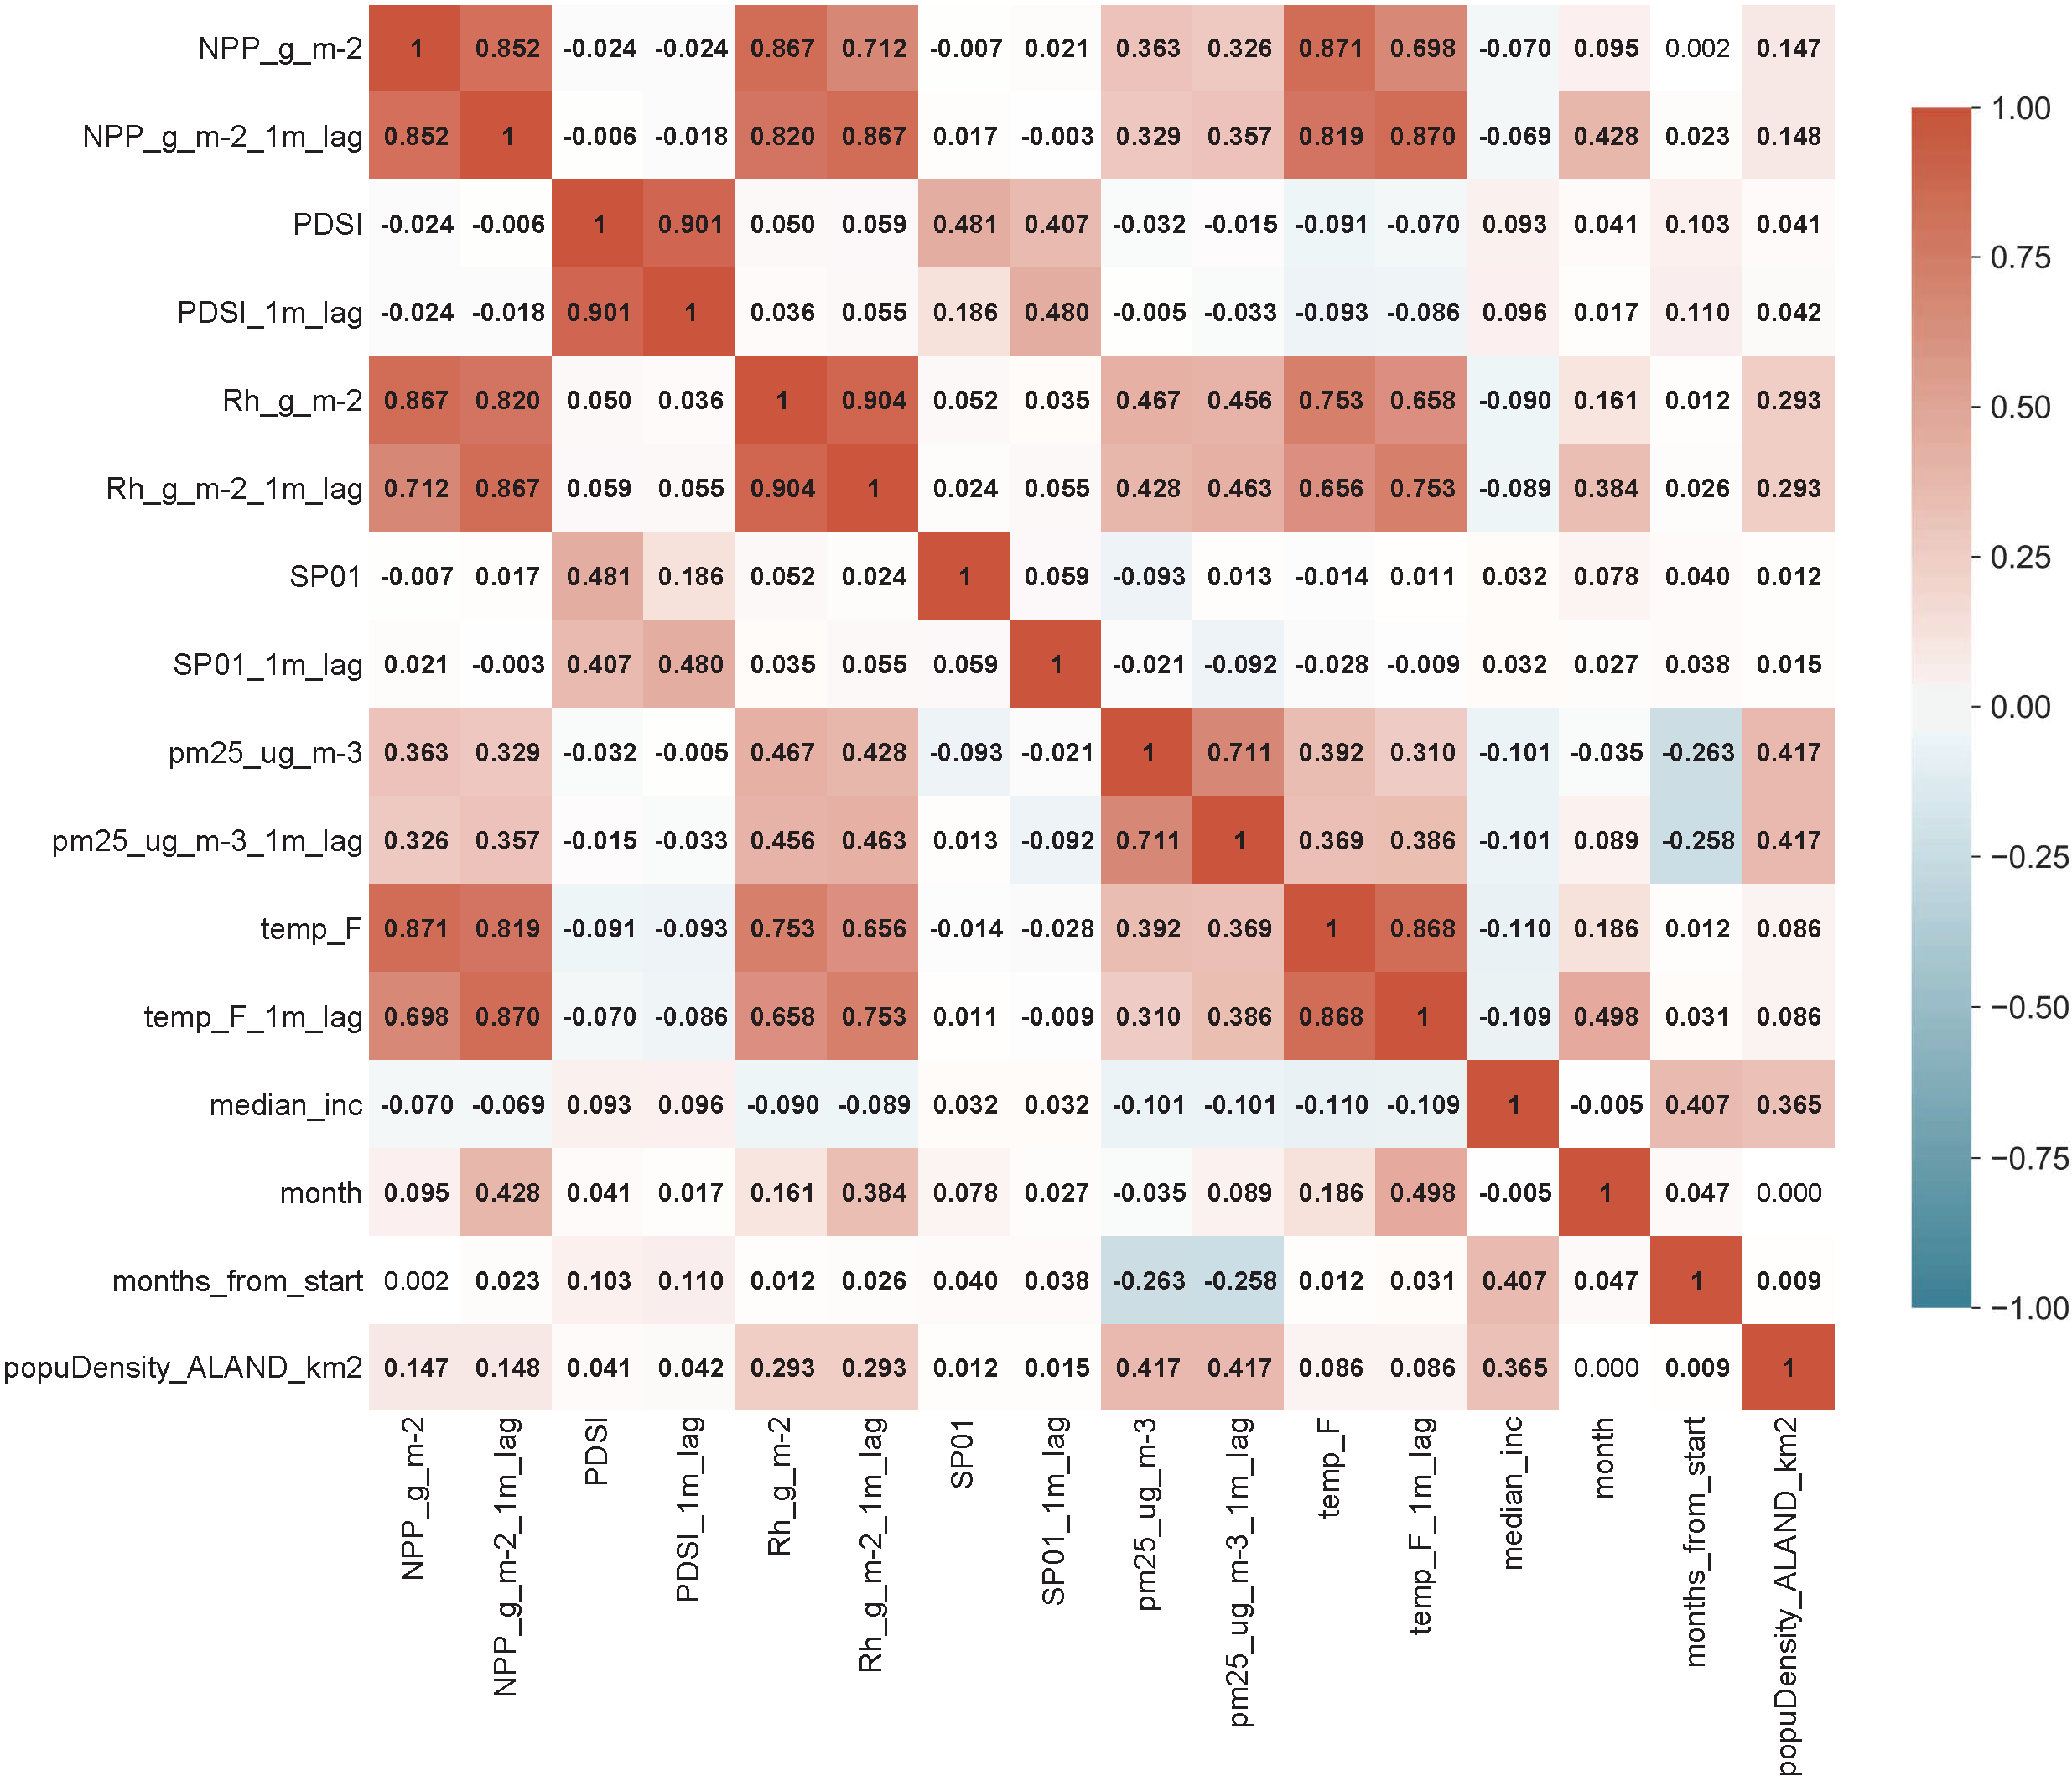 NPP_g_m-2 1 0.852 -0.024 -0.024 0.867 0.712 -0.007 0.021 0.363 0.326 0.871 0.698 -0.070 0.095 0.002 0.147
NPP_g_m-2_1m_lag 0.852 1 -0.006 -0.018 0.820 0.867 0.017 -0.003 0.329 0.357 0.819 0.870 -0.069 0.428 0.023 0.148
PDSI -0.024 -0.006 1 0.901 0.050 0.059 0.481 0.407 -0.032 -0.015 -0.091 -0.070 0.093 0.041 0.103 0.041
PDSI_1m_lag -0.024 -0.018 0.901 1 0.036 0.055 0.186 0.480 -0.005 -0.033 -0.093 -0.086 0.096 0.017 0.110 0.042
Rh_g_m-2 0.867 0.820 0.050 0.036 1 0.904 0.052 0.035 0.467 0.456 0.753 0.658 -0.090 0.161 0.012 0.293
Rh_g_m-2_1m_lag 0.712 0.867 0.059 0.055 0.904 1 0.024 0.055 0.428 0.463 0.656 0.753 -0.089 0.384 0.026 0.293
SP01 -0.007 0.017 0.481 0.186 0.052 0.024 1 0.059 -0.093 0.013 -0.014 0.011 0.032 0.078 0.040 0.012
SP01_1m_lag 0.021 -0.003 0.407 0.480 0.035 0.055 0.059 1 -0.021 -0.092 -0.028 -0.009 0.032 0.027 0.038 0.015
pm25_ug_m-3 0.363 0.329 -0.032 -0.005 0.467 0.428 -0.093 -0.021 1 0.711 0.392 0.310 -0.101 -0.035 -0.263 0.417
pm25_ug_m-3_1m_lag 0.326 0.357 -0.015 -0.033 0.456 0.463 0.013 -0.092 0.711 1 0.369 0.386 -0.101 0.089 -0.258 0.417
temp_F 0.871 0.819 -0.091 -0.093 0.753 0.656 -0.014 -0.028 0.392 0.369 1 0.868 -0.110 0.186 0.012 0.086
temp_F_1m_lag 0.698 0.870 -0.070 -0.086 0.658 0.753 0.011 -0.009 0.310 0.386 0.868 1 -0.109 0.498 0.031 0.086
median_inc -0.070 -0.069 0.093 0.096 -0.090 -0.089 0.032 0.032 -0.101 -0.101 -0.110 -0.109 1 -0.005 0.407 0.365
month 0.095 0.428 0.041 0.017 0.161 0.384 0.078 0.027 -0.035 0.089 0.186 0.498 -0.005 1 0.047 0.000
months_from_start 0.002 0.023 0.103 0.110 0.012 0.026 0.040 0.038 -0.263 -0.258 0.012 0.031 0.407 0.047 1 0.009
popuDensity_ALAND_km2 0.147 0.148 0.041 0.042 0.293 0.293 0.012 0.015 0.417 0.417 0.086 0.086 0.365 0.000 0.009 1
NPP_g_m-2
NPP_g_m-2_1m_lag
PDSI
PDSI_1m_lag
Rh_g_m-2
Rh_g_m-2_1m_lag
SP01
SP01_1m_lag
pm25_ug_m-3
pm25_ug_m-3_1m_lag
temp_F
temp_F_1m_lag
median_inc
month
months_from_start
popuDensity_ALAND_km2
1.00
0.75
0.50
0.25
0.00
−0.25
−0.50
−0.75
−1.00